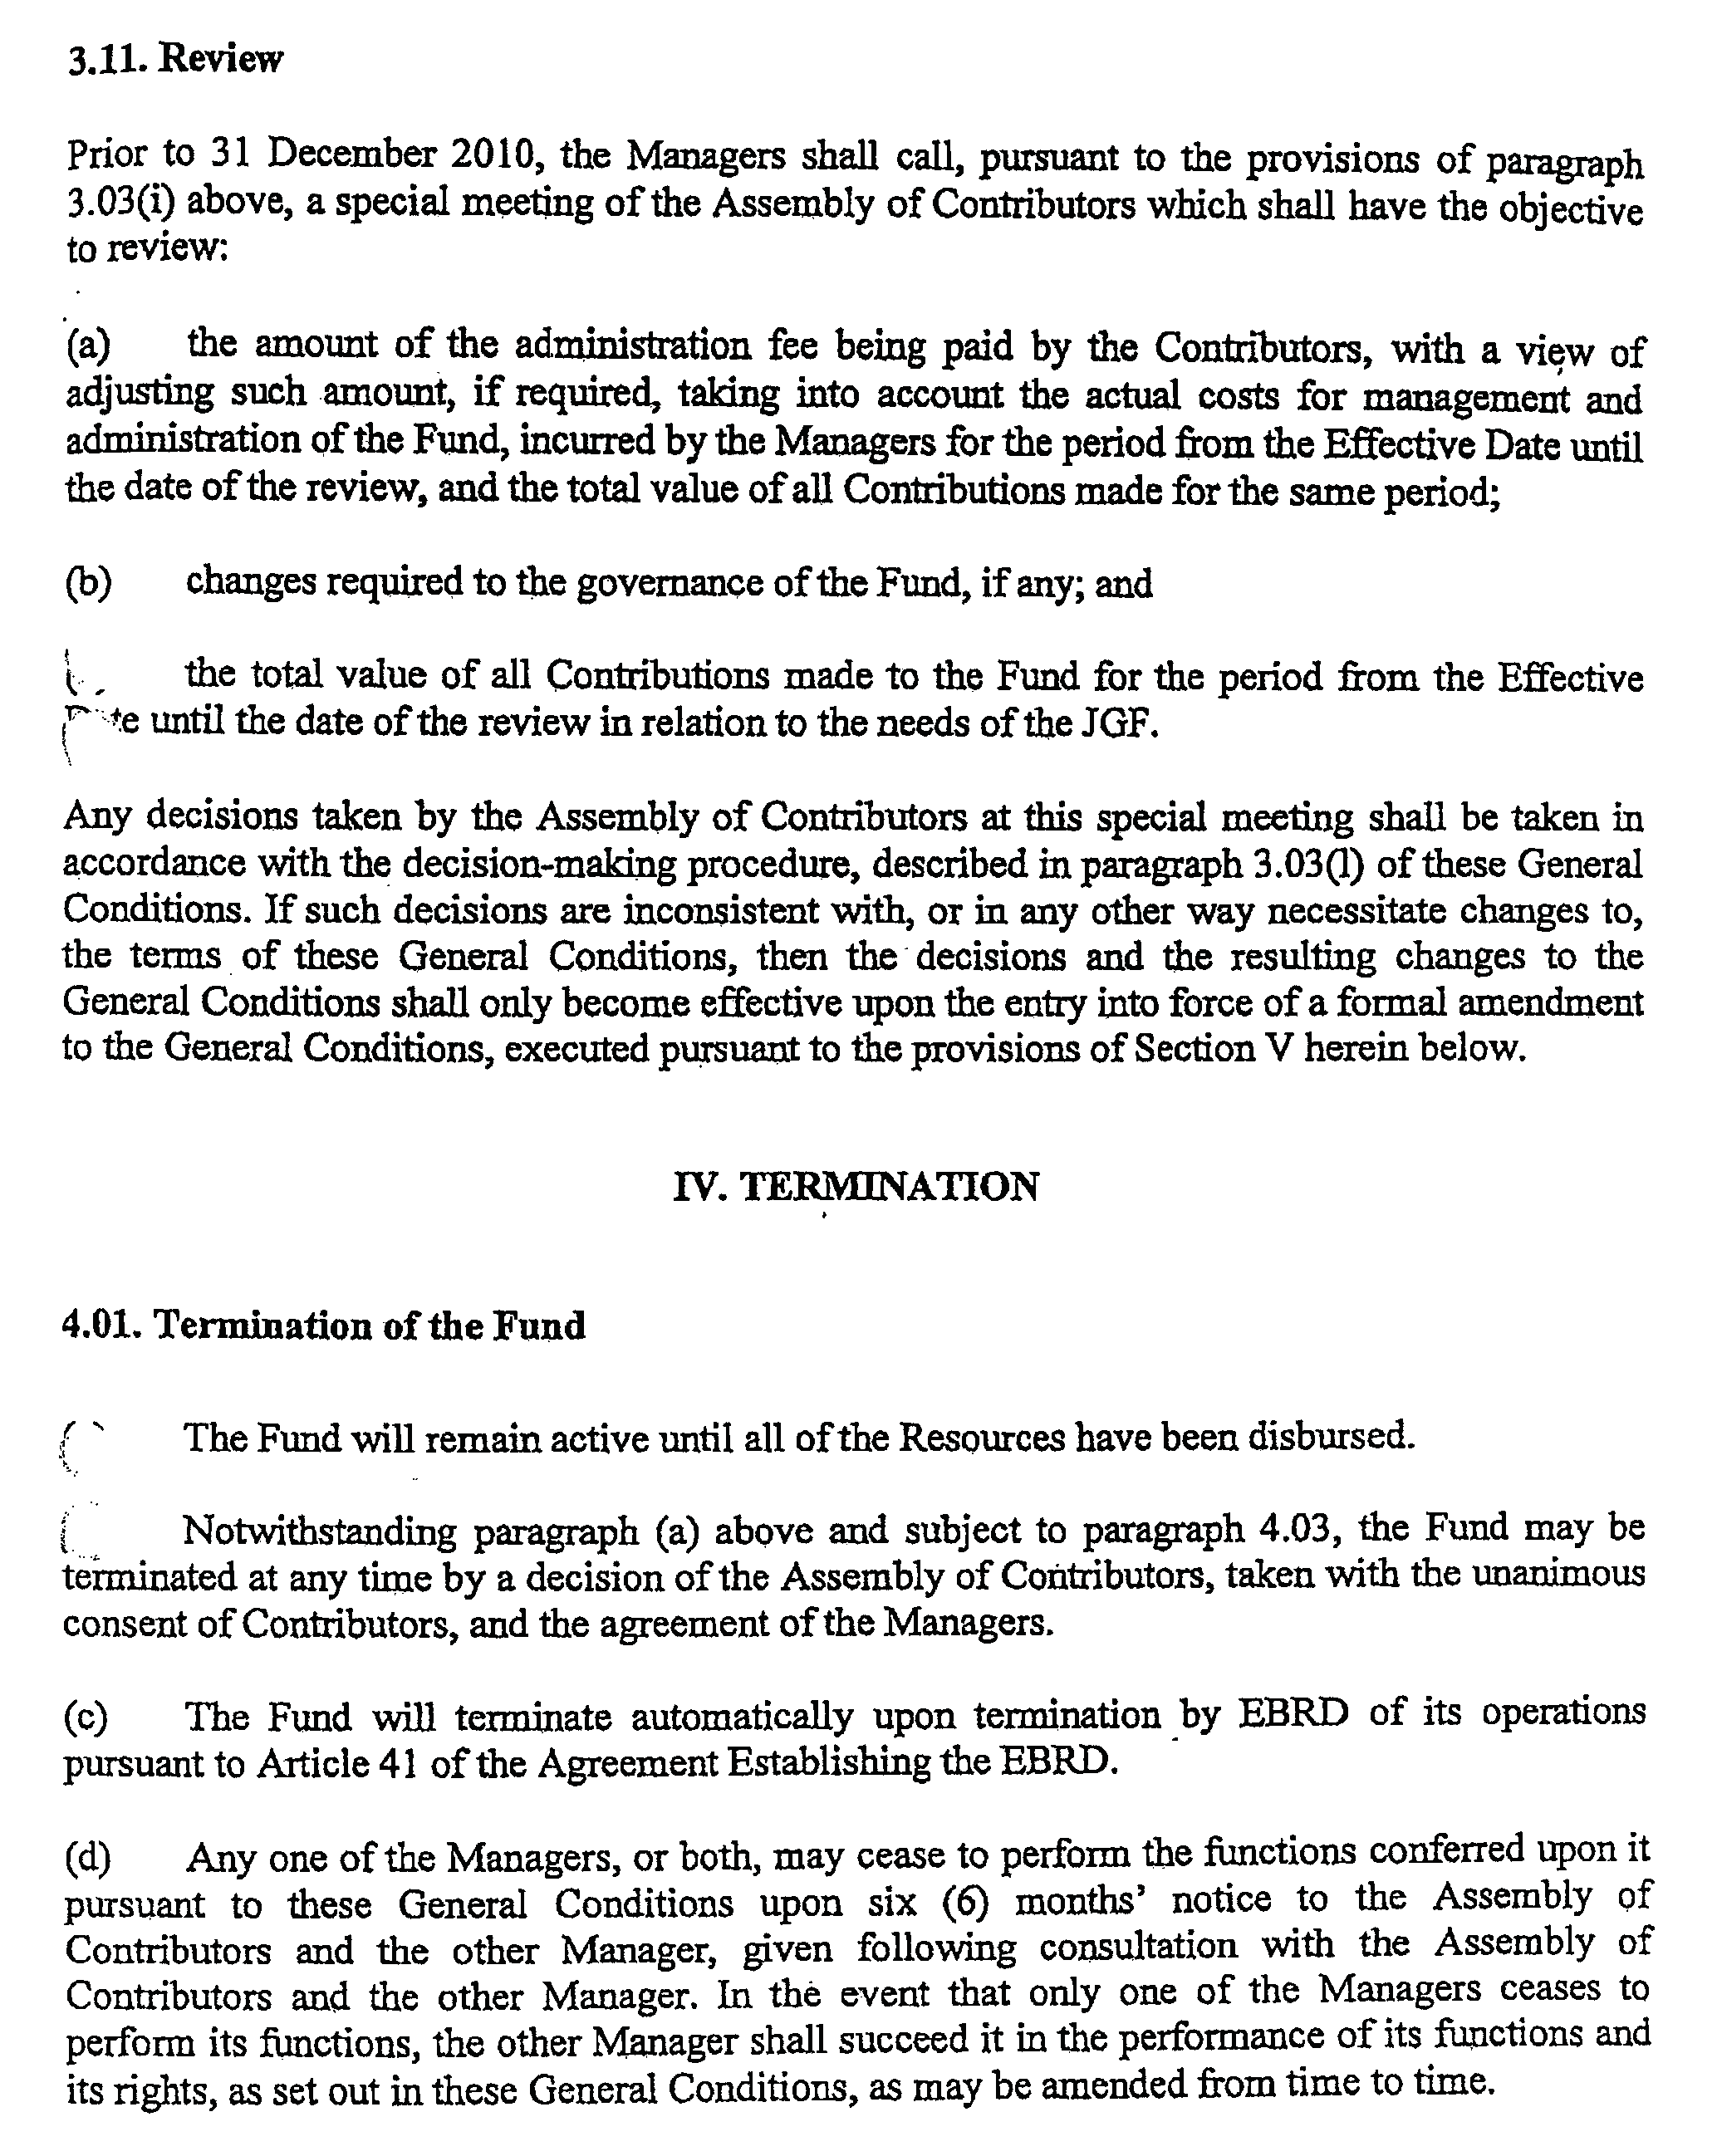 3.11. Review
Prior to 31 December 2010, the Managers shall call, pursuant to the provisions of paragraph
3.03(i) above, a special meeting of the Assembly of Contributors which shall have the objective
to review:
(a) the amount of the administration fee being paid by the Contributors, with a view of
adjusting such amount, if required, taking into account the actual costs for management and
administration of the Fund, incurred by the Managers for the period from the Effective Date until
the date of the review, and the total value of all Contributions made for the same period;
(b) changes required to the governance of the Fund, if any; and
the total value of all Contributions made to the Fund for the period from the Effective
until the date of the review in relation to the needs of the JGF.
Any decisions taken by the Assembly of Contributors at this special meeting shall be taken in
accordance with the decision-making procedure, described in paragraph 3.03(l) of these General
Conditions. If such decisions are inconsistent with, or in any other way necessitate changes to,
the terms of these General Conditions, then the decisions and the resulting changes to the
General Conditions shall only become effective upon the entry into force of a formal amendment
to the General Conditions, executed pursuant to the provisions of Section V herein below.
IV. TERMINATION
4.01. Termination of the Fund
The Fund will remain active until all of the Resources have been disbursed.
Notwithstanding paragraph (a) above and subject to paragraph 4.03, the Fund may be
terminated at any time by a decision of the Assembly of Contributors, taken with the unanimous
consent of Contributors, and the agreement of the Managers.
(c) The Fund will terminate automatically upon termination by EBRD of its operations
pursuant to Article 41 of the Agreement Establishing the EBRD.
(d) Any one of the Managers, or both, may cease to perform the functions conferred upon it
pursuant to these General Conditions upon six (6) months' notice to the Assembly of
Contributors and the other Manager, given following consultation with the Assembly of
Contributors and the other Manager. In the event that only one of the Managers ceases to
perform its functions, the other Manager shall succeed it in the performance of its functions and
its rights, as set out in these General Conditions, as may be amended from time to time.